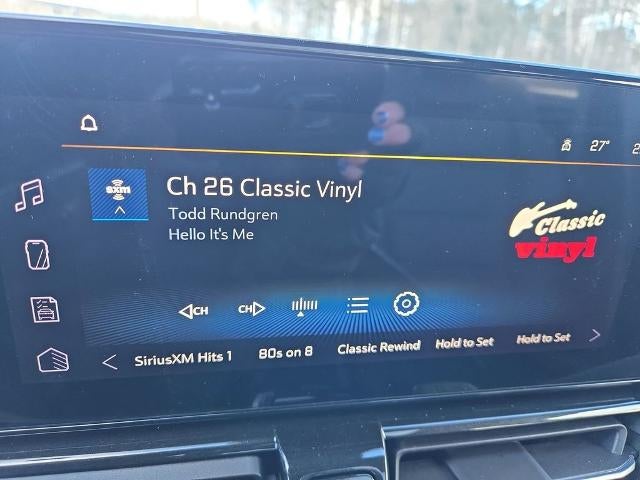 27°
2
sxm
Ch 26 Classic Vinyl
Todd Rundgren
Hello It's Me
Classic
vinyl
CH
CH
SiriusXM Hits 1
80s on 8
Classic Rewind
Hold to Set
Hold to Set